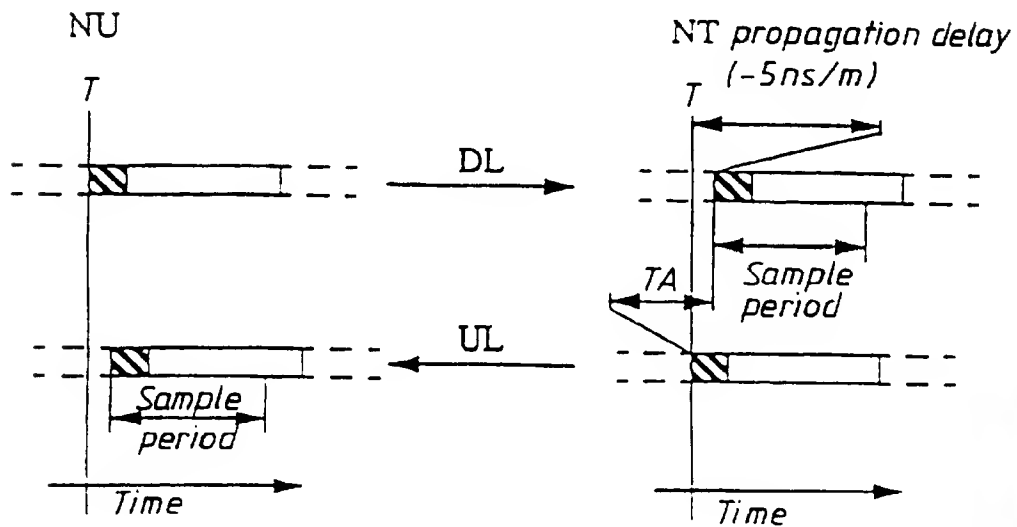 NU
NT propagation delay
(-5ns/m)
T
T
DL
TA
Sample
period
UL
Sample
period
Time
Time